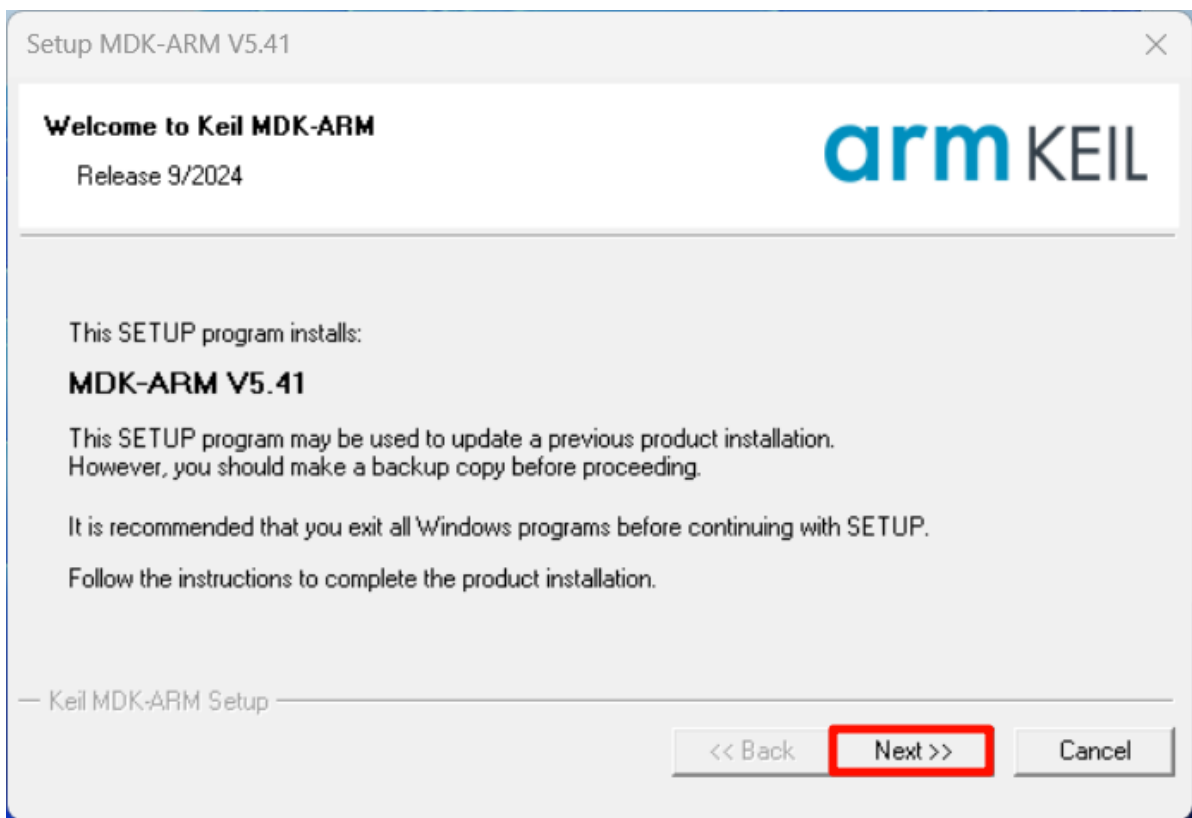 Setup MDK-ARM V5.41
Welcome to Keil MDK-ARM
Release 9/2024
arm KEIL
This SETUP program installs:
MDK-ARM V5.41
This SETUP program may be used to update a previous product installation.
However, you should make a backup copy before proceeding.
It is recommended that you exit all Windows programs before continuing with SETUP.
Follow the instructions to complete the product installation.
Keil MDK-ARM Setup
<< Back Next >> Cancel